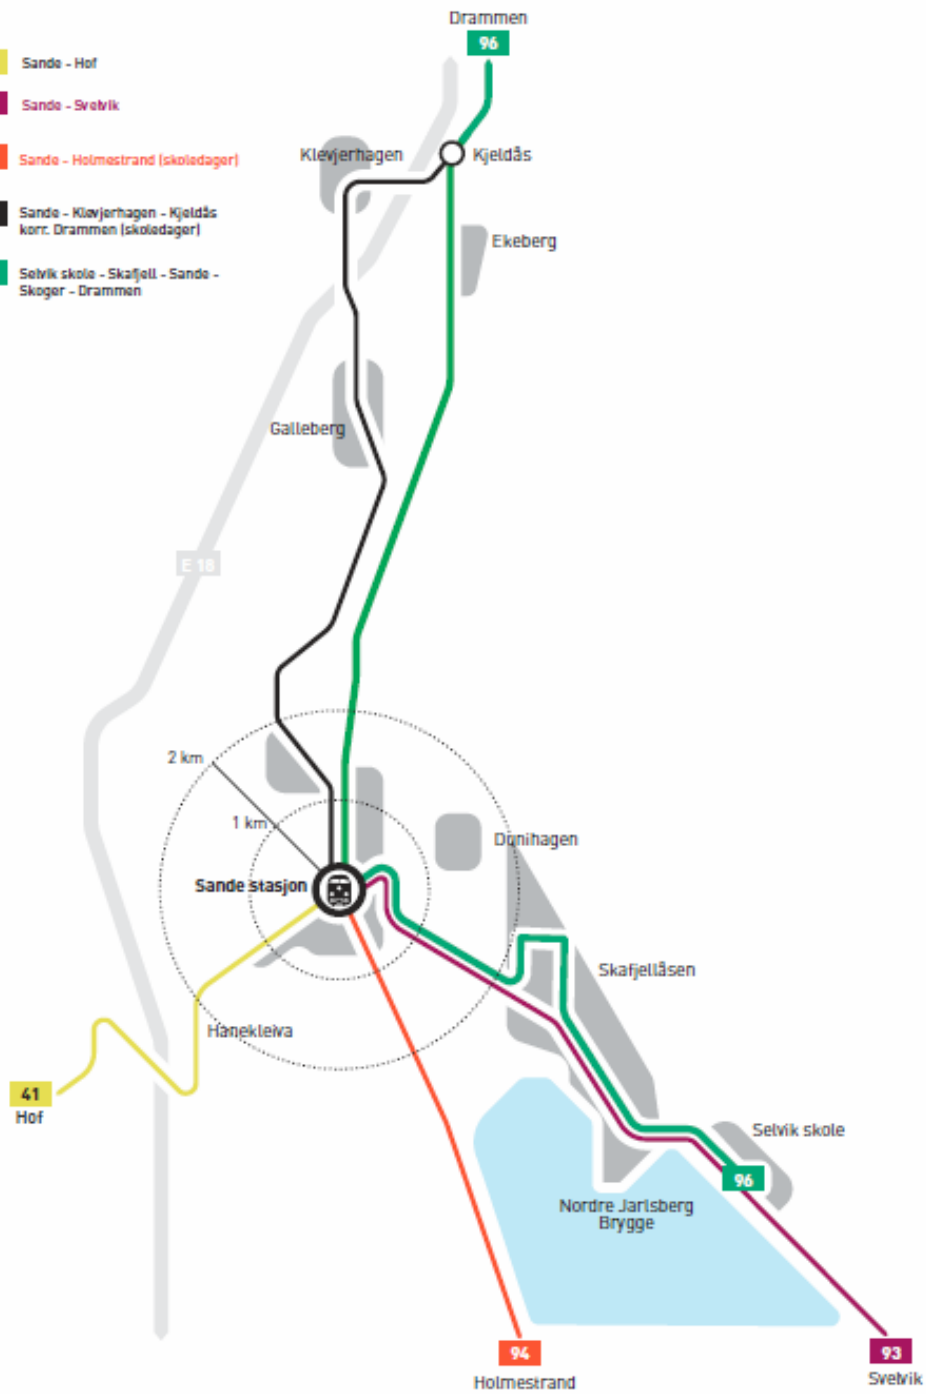 Drammen
96
Sande - Hof
Sande - Svelvik
Sande - Holmestrand (skoledager)
Sande - Klevjerhagen - Kjeldås
korr. Drammen (skoledager)
Selvik skole - Skafjell - Sande -
Skoger - Drammen
Klevjerhagen
Kjeldås
Ekeberg
Galleberg
E 18
2 km
1 km
Dunihagen
Sande stasjon
Skafjellåsen
Hanekleiva
41
Hof
Selvik skole
96
Nordre Jarlsberg
Brygge
94
Holmestrand
93
Svelvik